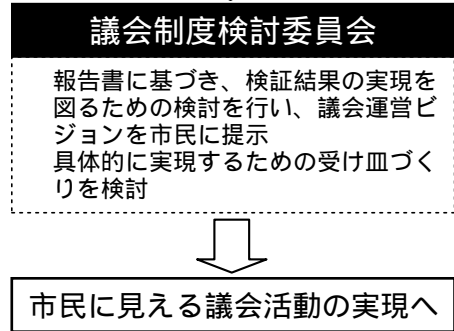 議会制度検討委員会
報告書に基づき、検証結果の実現を
図るための検討を行い、議会運営ビ
ジョンを市民に提示
具体的に実現するための受け皿づく
りを検討
市民に見える議会活動の実現へ